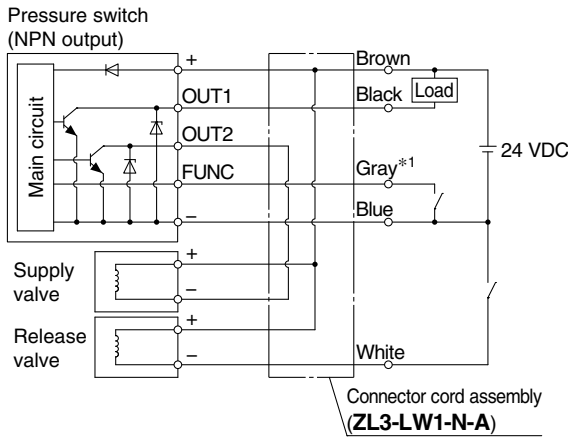 Pressure switch
(NPN output)
Main circuit
+
OUT1
OUT2
FUNC
−
Brown
Black
Load
Gray*1
Blue
24 VDC
Supply
valve
+
−
Release
valve
+
−
White
Connector cord assembly
(ZL3-LW1-N-A)